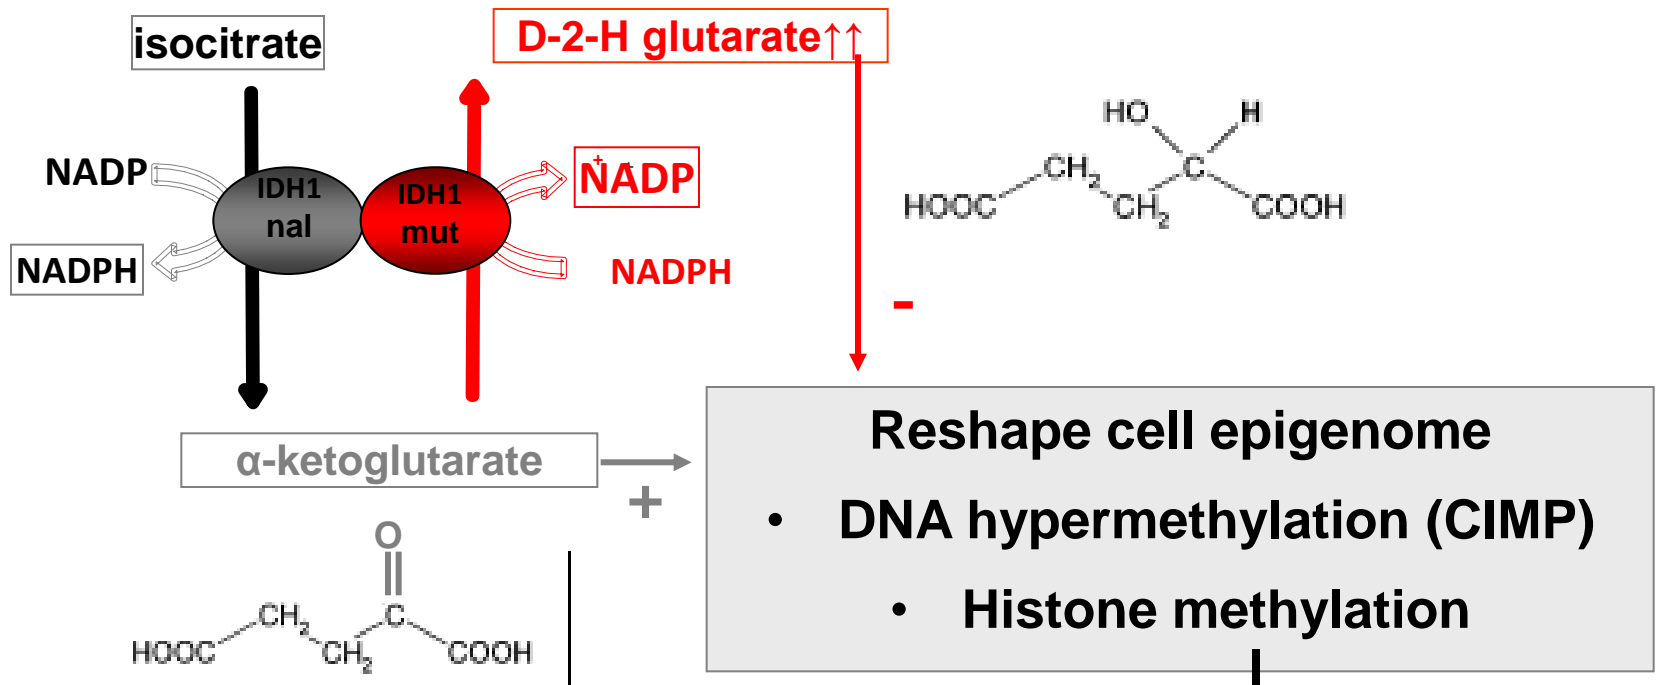 isocitrate
D-2-H glutarate↑↑
NADP
IDH1
nal
IDH1
mut
NADP
+
NADPH
NADPH
-
HO
H
CH2
C
HOOC
CH2
COOH
α-ketoglutarate
+
Reshape cell epigenome
• DNA hypermethylation (CIMP)
• Histone methylation
O
CH2
C
HOOC
CH2
COOH